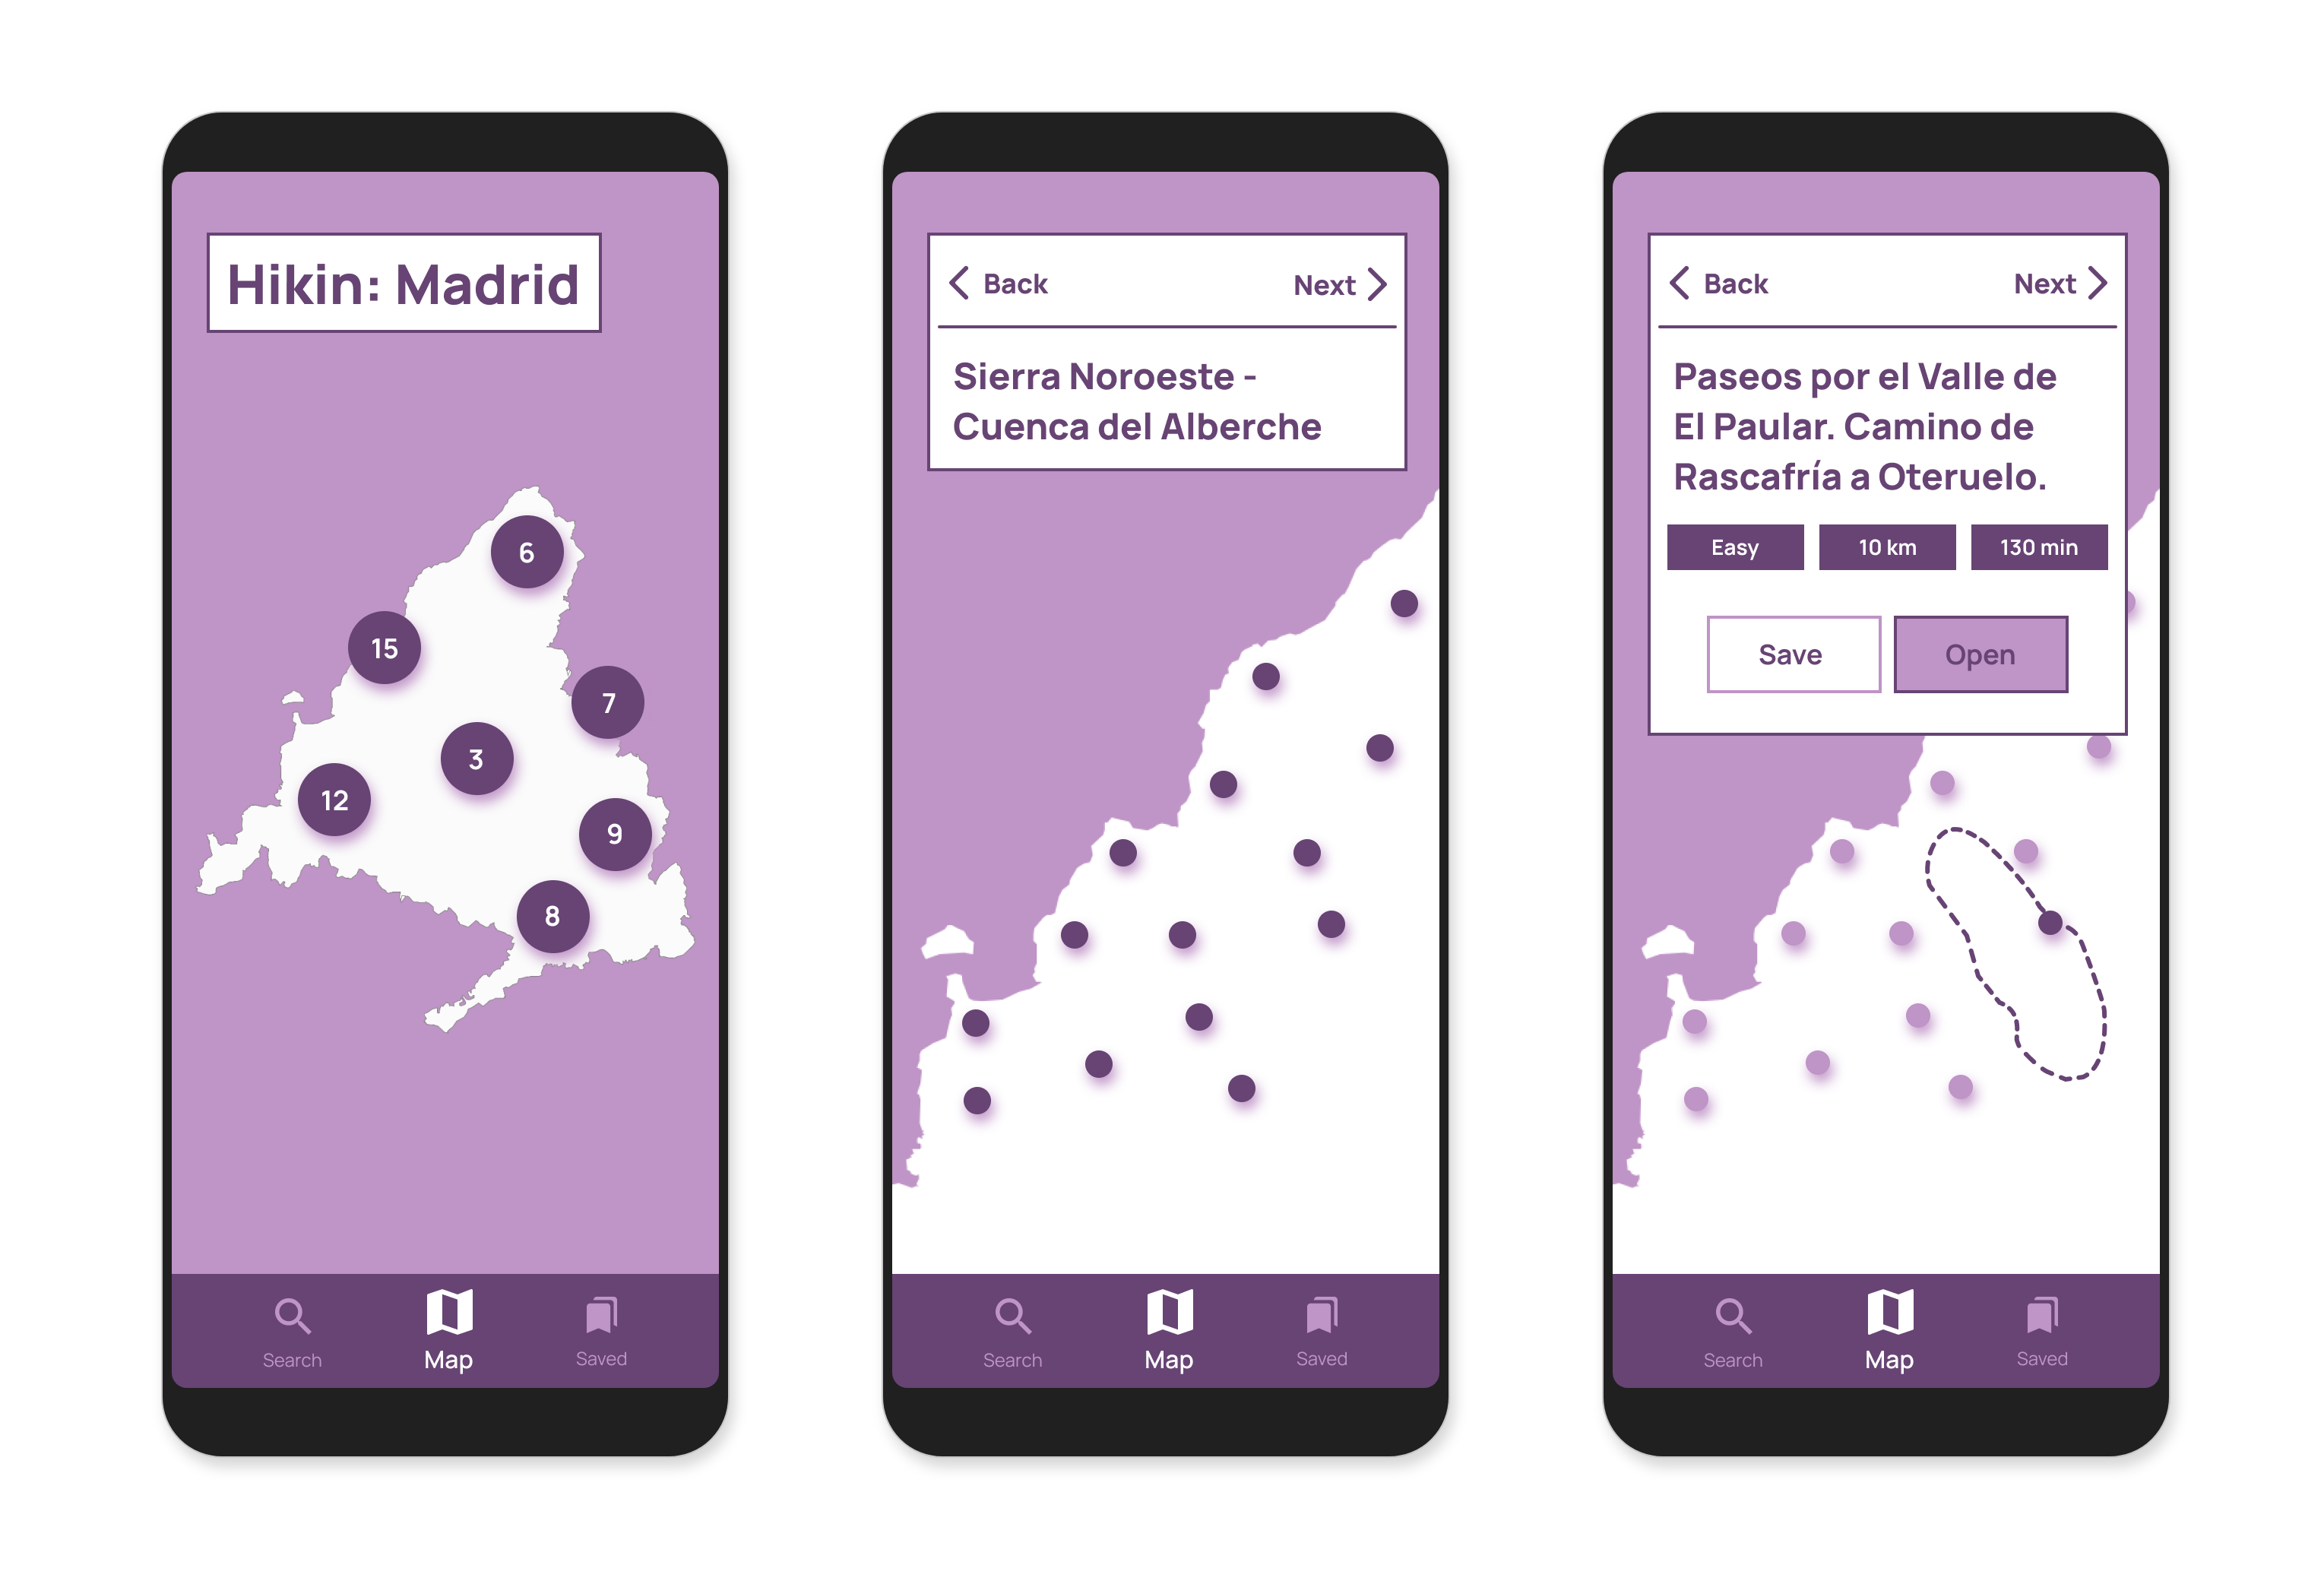 Hikin: Madrid
6
15
7
3
12
9
8
Search
Map
Saved
Back
Next
Sierra Noroeste -
Cuenca del Alberche
Search
Map
Saved
Back
Next
Paseos por el Valle de
El Paular. Camino de
Rascafría a Oteruelo.
Easy
10 km
130 min
Save
Open
Search
Map
Saved